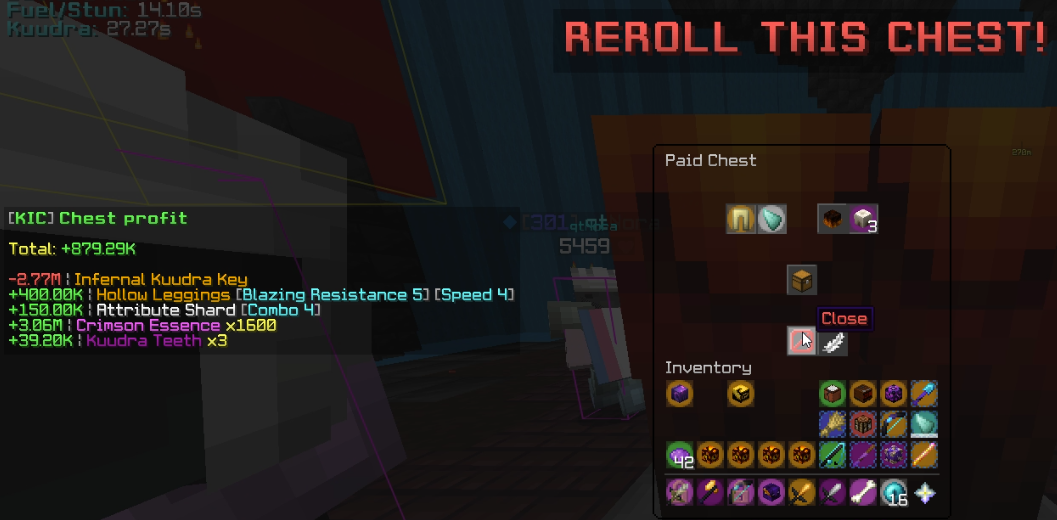 Fuel/Stun: 14.10s
Kuudra: 27.27s
REROLL THIS CHEST!
270m
Paid Chest
3
[KIC] Chest profit
Total: +879.29K
-2.77M | Infernal Kuudra Key
+400.00K | Hollow Leggings [Blazing Resistance 5] [Speed 4]
+150.00K | Attribute Shard [Combo 4]
+3.06M | Crimson Essence x1600
+39.20K | Kuudra Teeth x3
[301]
5459
Close
Inventory
42
16